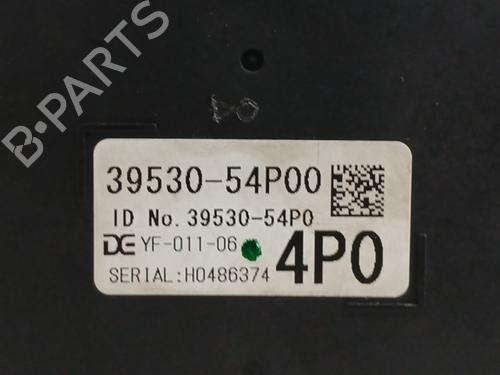 B-PARTS
39530-54P00
ID No. 39530-54P0
DE YF-011-06
4P0
SERIAL:H0486374